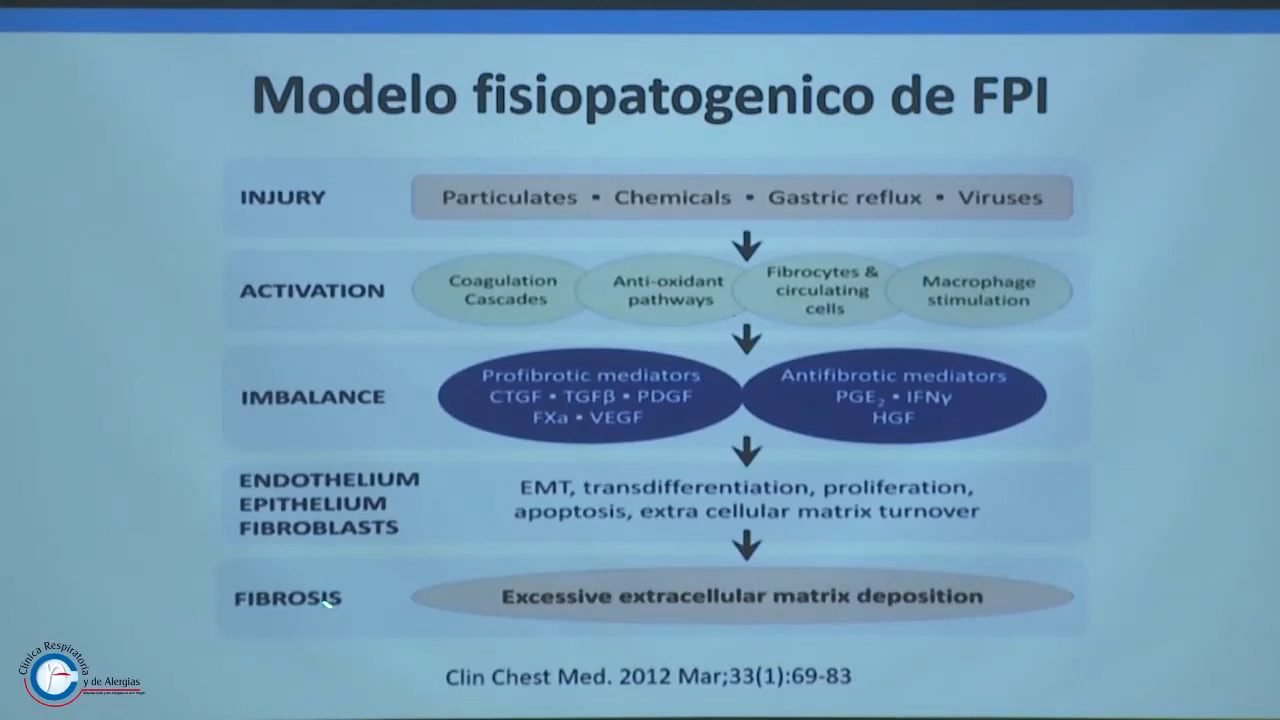 Modelo fisiopatogenico de FPI
INJURY
Particulates ▪ Chemicals ▪ Gastric reflux ▪ Viruses
ACTIVATION
Coagulation
Cascades
Anti-oxidant
pathways
Fibrocytes &
circulating
cells
Macrophage
stimulation
IMBALANCE
Profibrotic mediators
CTGF ▪ TGFβ ▪ PDGF
FXa ▪ VEGF
Antifibrotic mediators
PGE₂ ▪ IFNγ
HGF
ENDOTHELIUM
EPITHELIUM
FIBROBLASTS
EMT, transdifferentiation, proliferation,
apoptosis, extra cellular matrix turnover
FIBROSIS
Excessive extracellular matrix deposition
Clin Chest Med. 2012 Mar;33(1):69-83
Clínica Respiratoria
y de Alergias